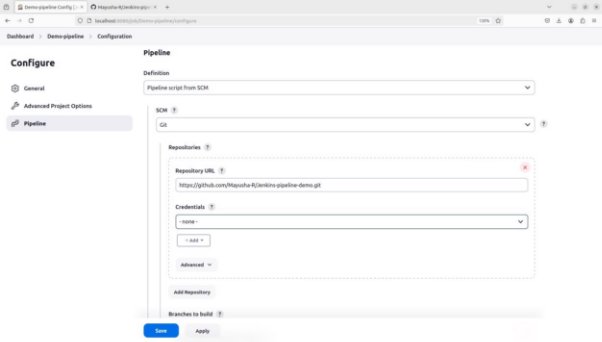 Demo-pipeline Config [J
Mayusha-R/Jenkins-pip
localhost:8080/job/Demo-pipeline/configure
120%
Dashboard > Demo-pipeline > Configuration
Configure
General
Advanced Project Options
Pipeline
Pipeline
Definition
Pipeline script from SCM
SCM ?
Git
?
Repositories ?
Repository URL ?
https://github.com/Mayusha-R/Jenkins-pipeline-demo.git
Credentials ?
- none -
+ Add
Advanced
Add Repository
Branches to build ?
Save
Apply